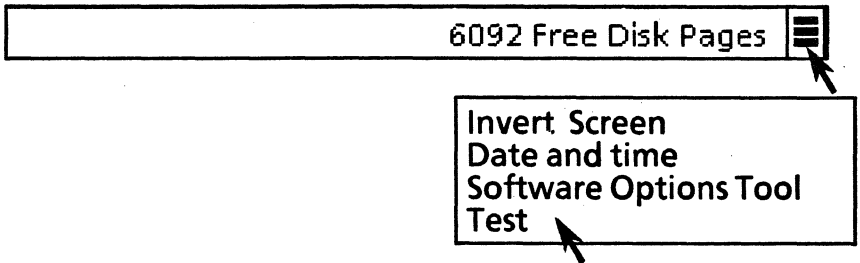 6092 Free Disk Pages
Invert Screen
Date and time
Software Options Tool
Test